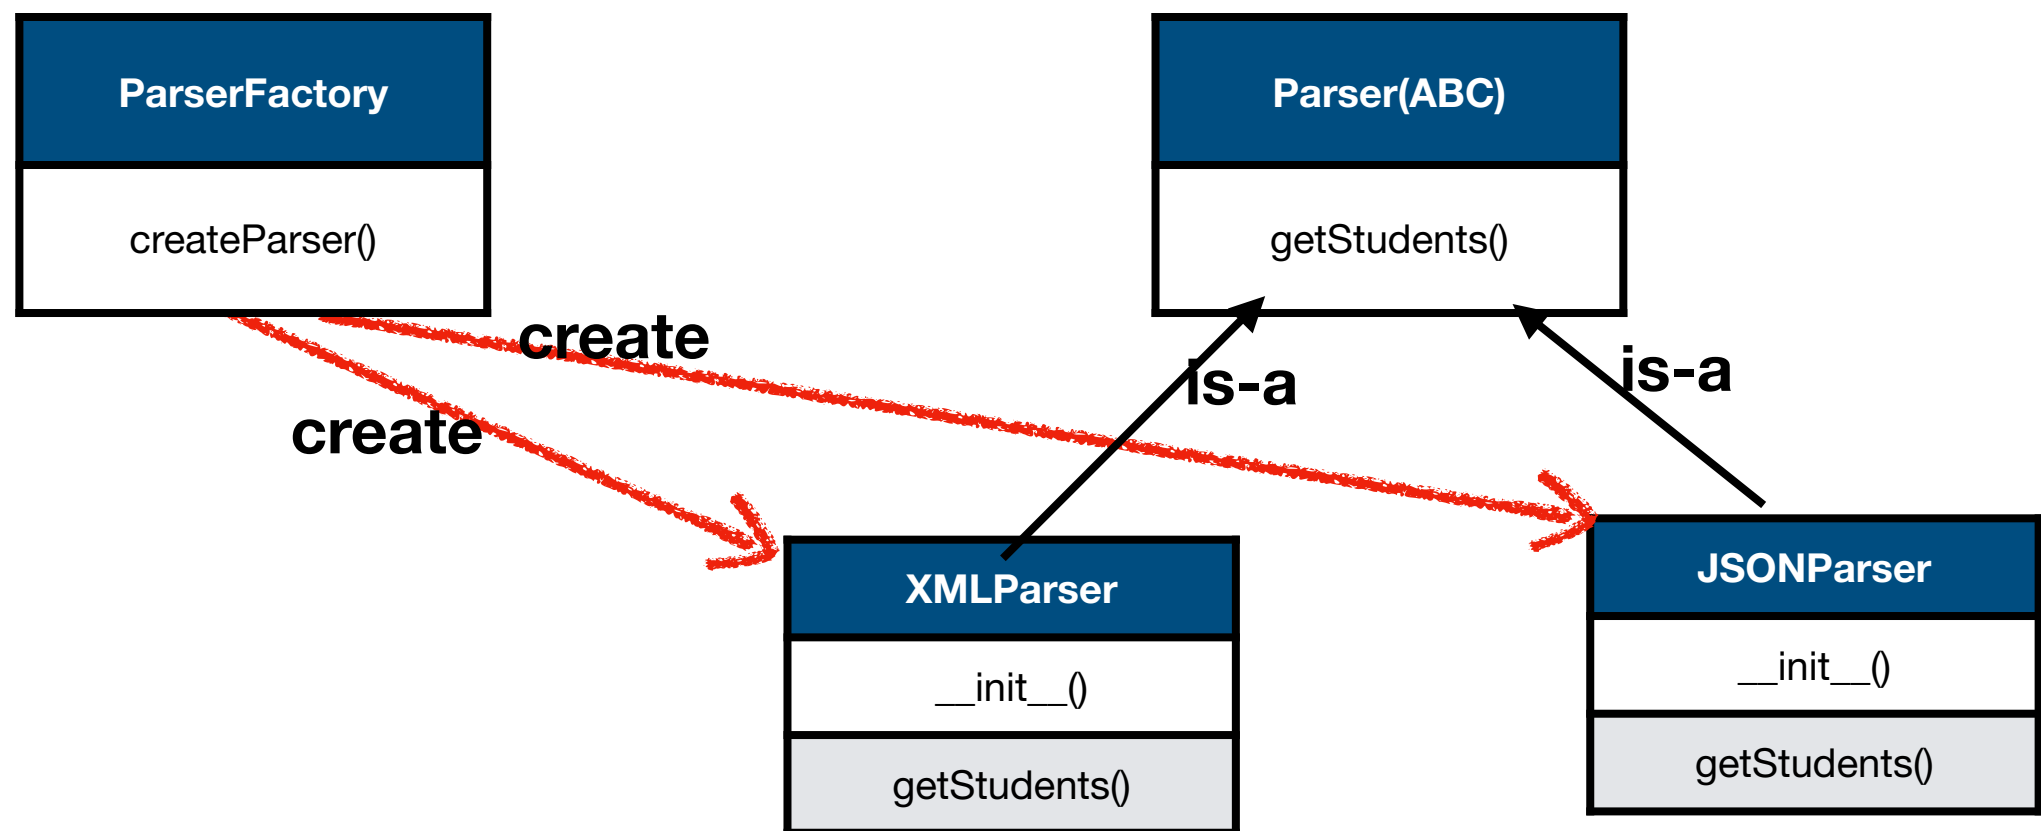 ParserFactory
createParser()
Parser(ABC)
getStudents()
create
create
is-a
is-a
XMLParser
__init__()
getStudents()
JSONParser
__init__()
getStudents()